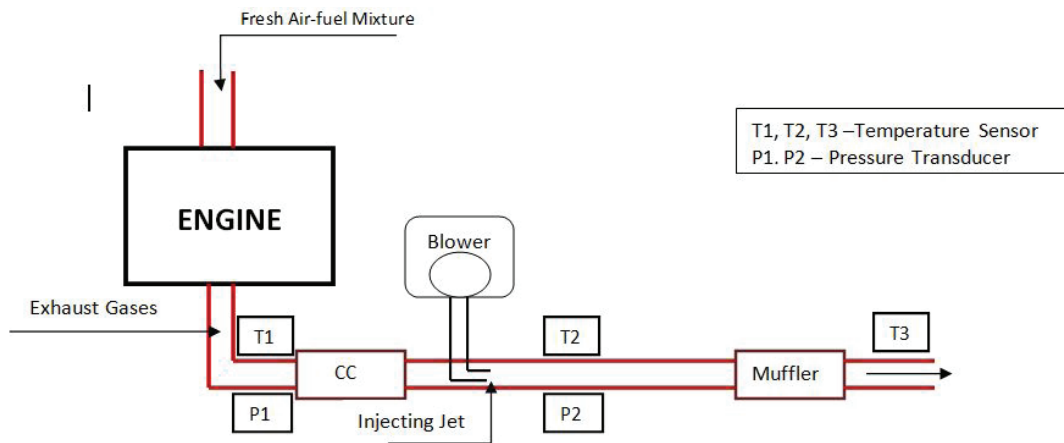 Fresh Air-fuel Mixture
T1, T2, T3 –Temperature Sensor
P1. P2 – Pressure Transducer
ENGINE
Blower
Exhaust Gases
T1
T2
T3
CC
Muffler
P1
Injecting Jet
P2